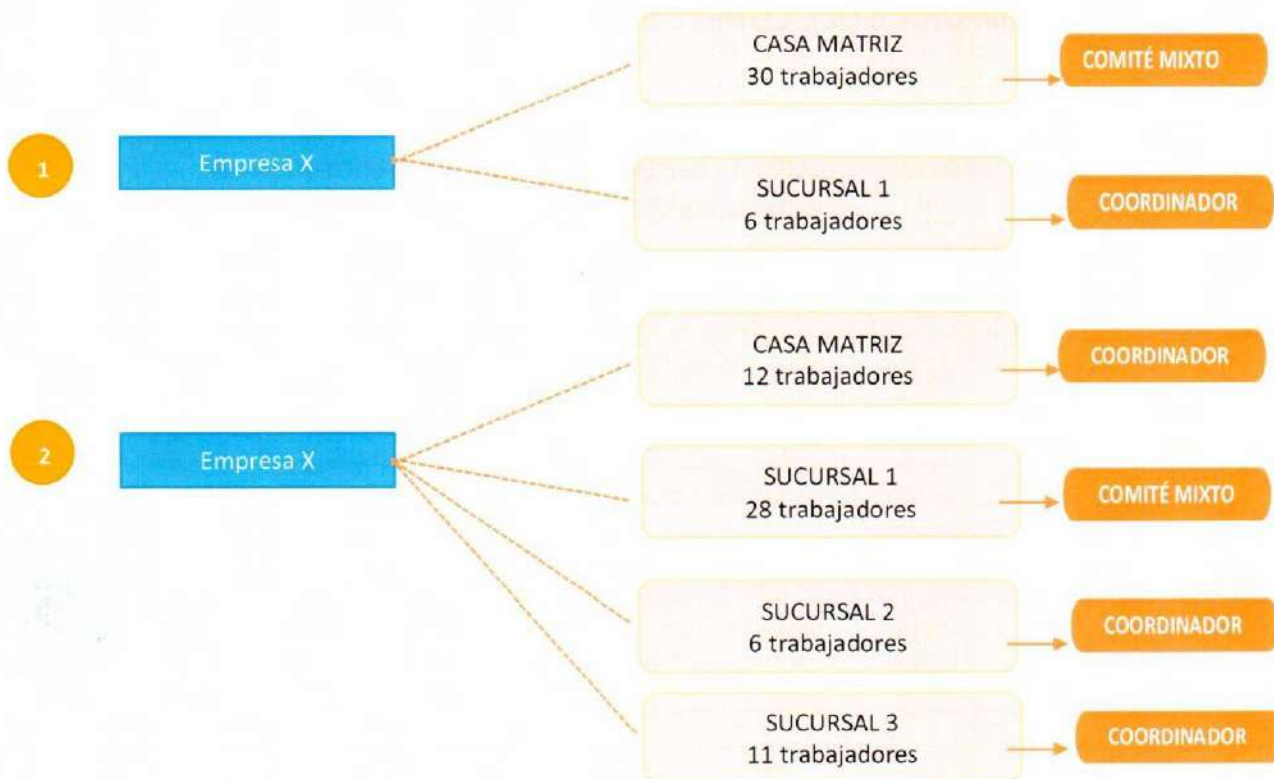 1
Empresa X
CASA MATRIZ
30 trabajadores
COMITÉ MIXTO
SUCURSAL 1
6 trabajadores
COORDINADOR
2
Empresa X
CASA MATRIZ
12 trabajadores
COORDINADOR
SUCURSAL 1
28 trabajadores
COMITÉ MIXTO
SUCURSAL 2
6 trabajadores
COORDINADOR
SUCURSAL 3
11 trabajadores
COORDINADOR